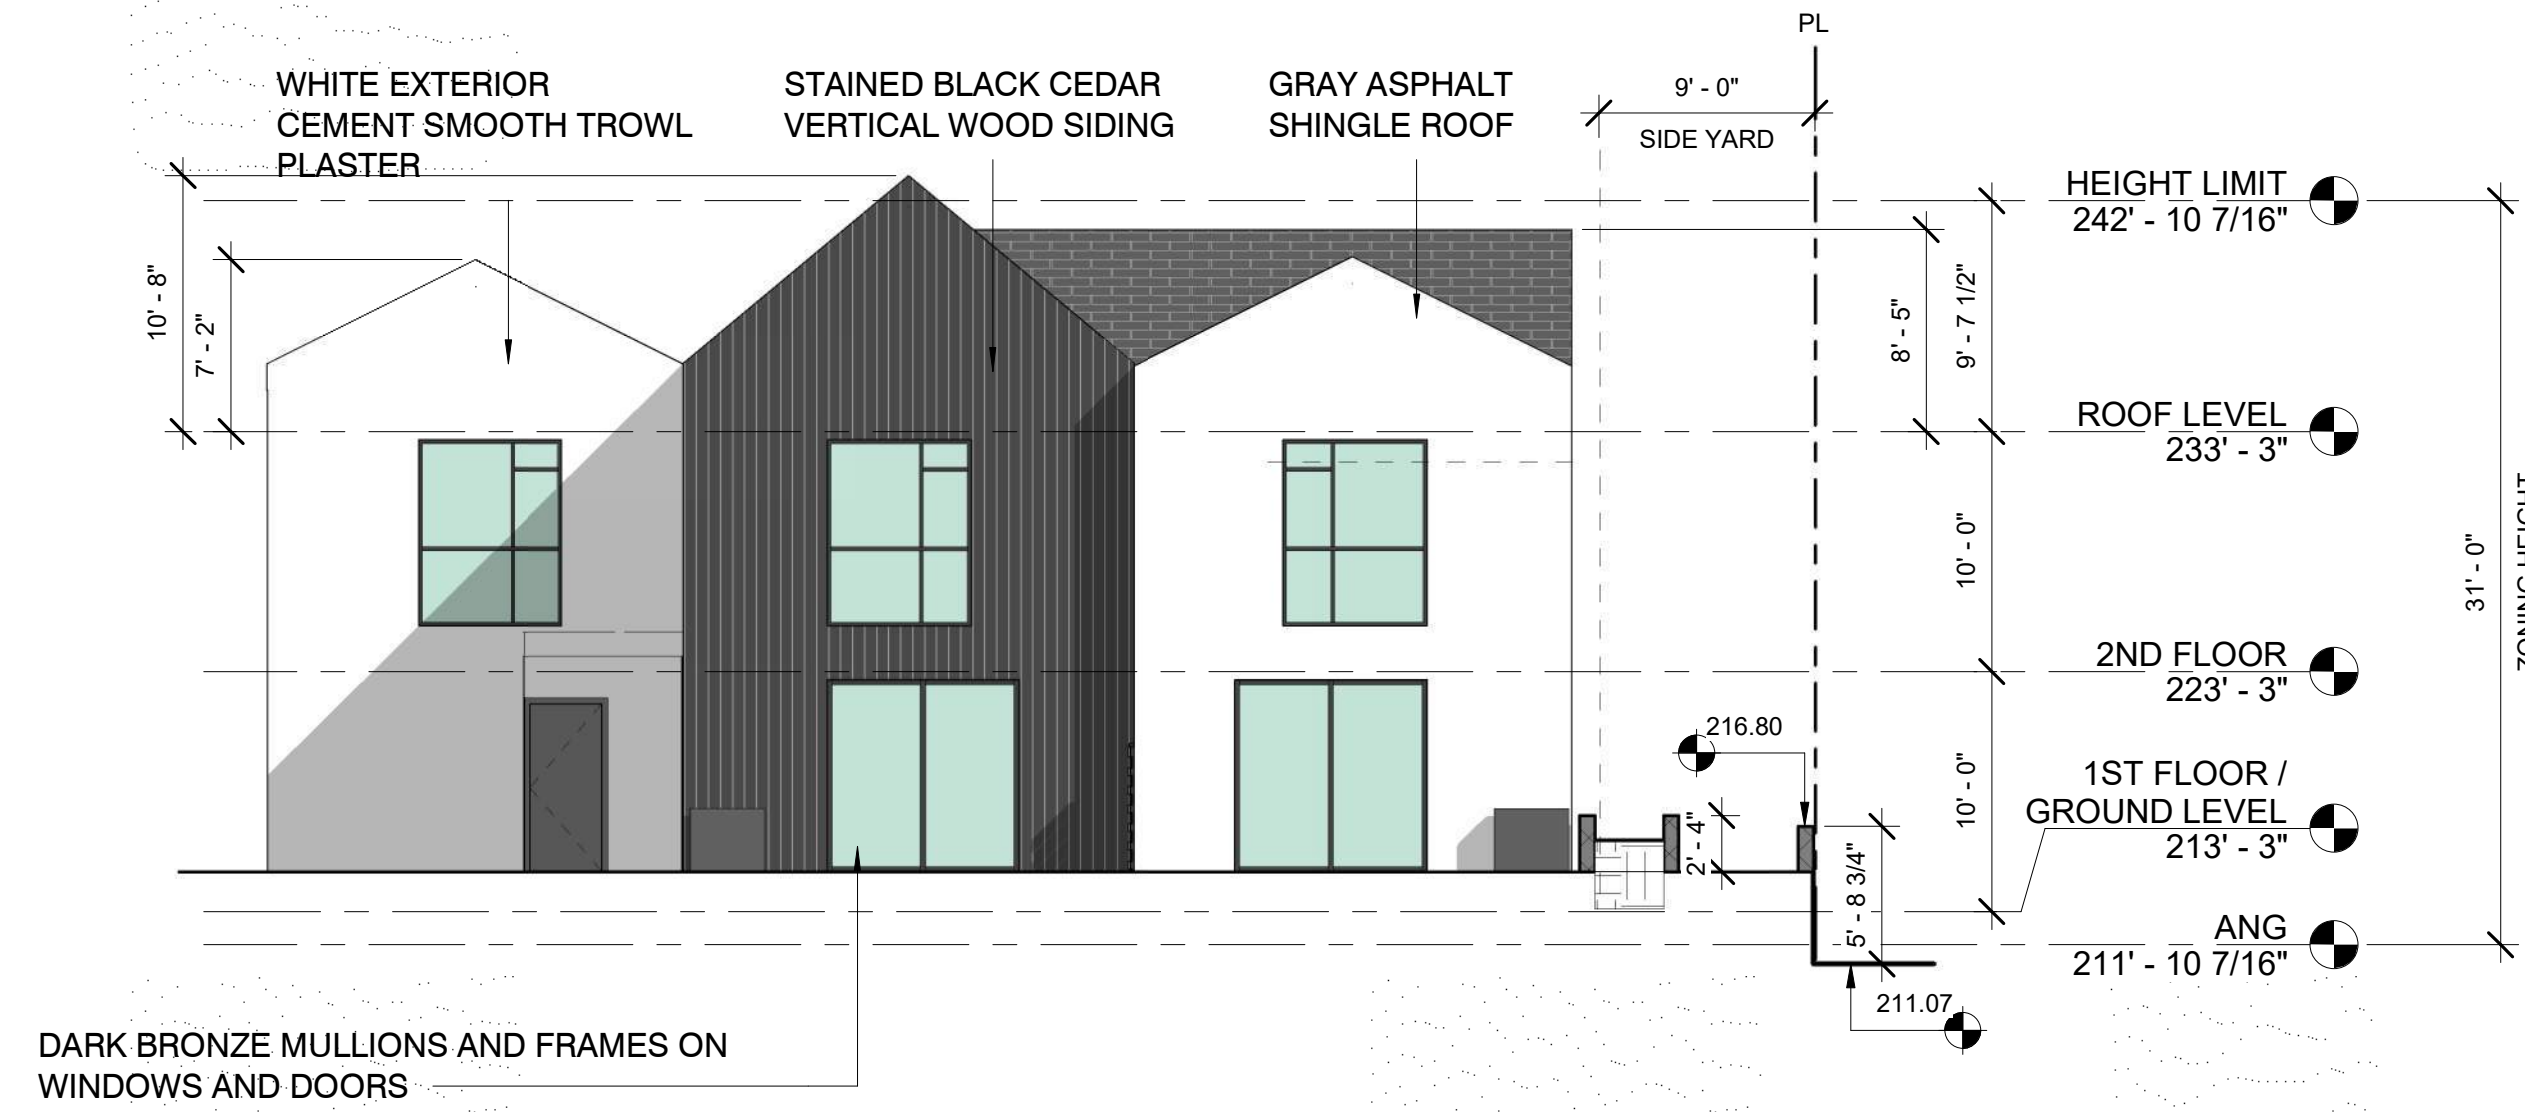 PL
WHITE EXTERIOR
CEMENT SMOOTH TROWL
PLASTER
STAINED BLACK CEDAR
VERTICAL WOOD SIDING
GRAY ASPHALT
SHINGLE ROOF
9' - 0"
SIDE YARD
HEIGHT LIMIT
242' - 10 7/16"
10' - 8"
7' - 2"
8' - 5"
9' - 7 1/2"
ROOF LEVEL
233' - 3"
10' - 0"
31' - 0"
ZONING HEIGHT
2ND FLOOR
223' - 3"
216.80
1ST FLOOR /
GROUND LEVEL
213' - 3"
10' - 0"
2' - 4"
5' - 8 3/4"
ANG
211' - 10 7/16"
211.07
DARK BRONZE MULLIONS AND FRAMES ON
WINDOWS AND DOORS